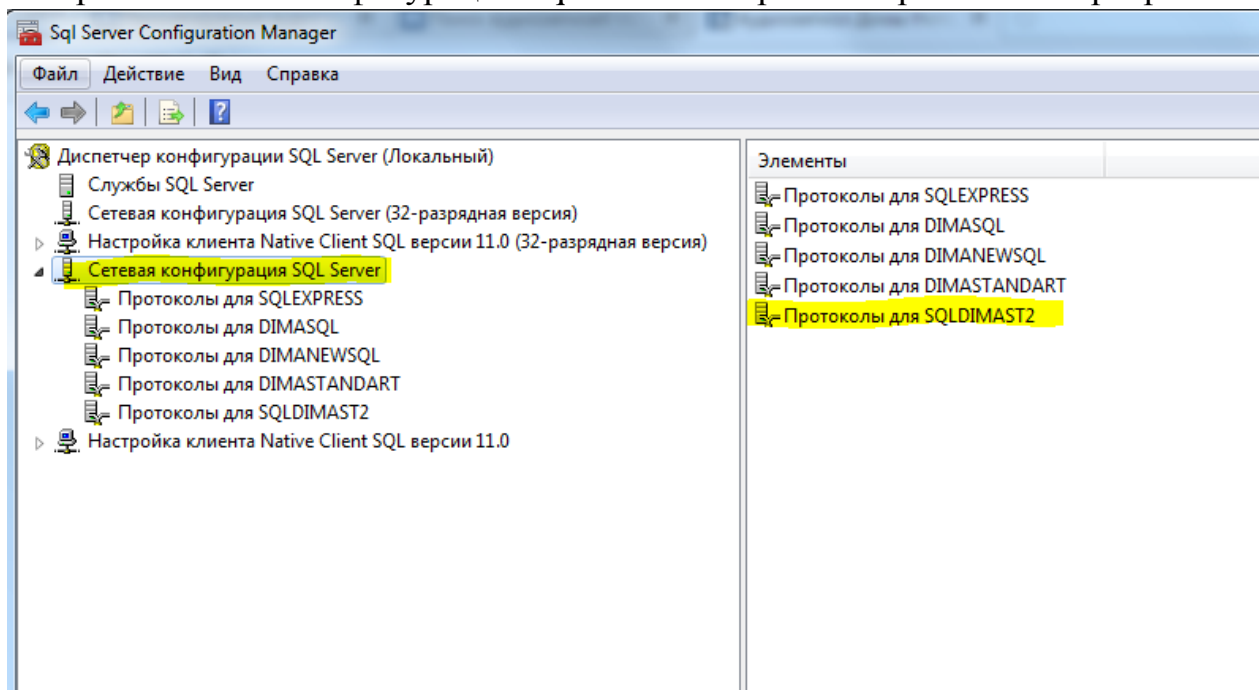 Sql Server Configuration Manager
Файл Действие Вид Справка
Диспетчер конфигурации SQL Server (Локальный)
Службы SQL Server
Сетевая конфигурация SQL Server (32-разрядная версия)
Настройка клиента Native Client SQL версии 11.0 (32-разрядная версия)
Сетевая конфигурация SQL Server
Протоколы для SQLEXPRESS
Протоколы для DIMASQL
Протоколы для DIMANEWSQL
Протоколы для DIMASTANDART
Протоколы для SQLDIMAST2
Настройка клиента Native Client SQL версии 11.0
Элементы
Протоколы для SQLEXPRESS
Протоколы для DIMASQL
Протоколы для DIMANEWSQL
Протоколы для DIMASTANDART
Протоколы для SQLDIMAST2